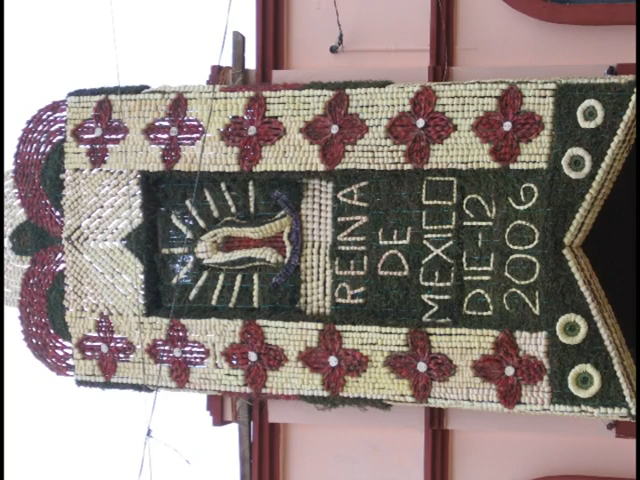 REINA
DE
MEXICO
DIE-12
2006